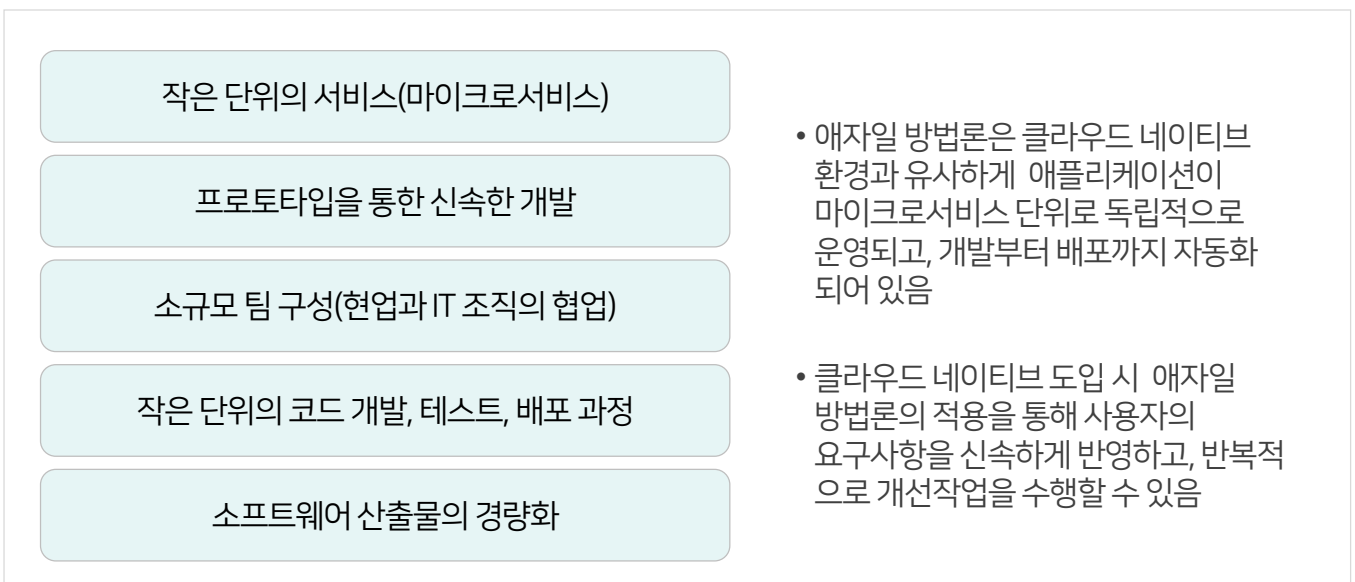 작은 단위의 서비스(마이크로서비스)
프로토타입을 통한 신속한 개발
소규모 팀 구성(현업과 IT 조직의 협업)
작은 단위의 코드 개발, 테스트, 배포 과정
소프트웨어 산출물의 경량화
• 애자일 방법론은 클라우드 네이티브
환경과 유사하게 애플리케이션이
마이크로서비스 단위로 독립적으로
운영되고, 개발부터 배포까지 자동화
되어 있음
• 클라우드 네이티브 도입 시 애자일
방법론의 적용을 통해 사용자의
요구사항을 신속하게 반영하고, 반복적
으로 개선작업을 수행할 수 있음